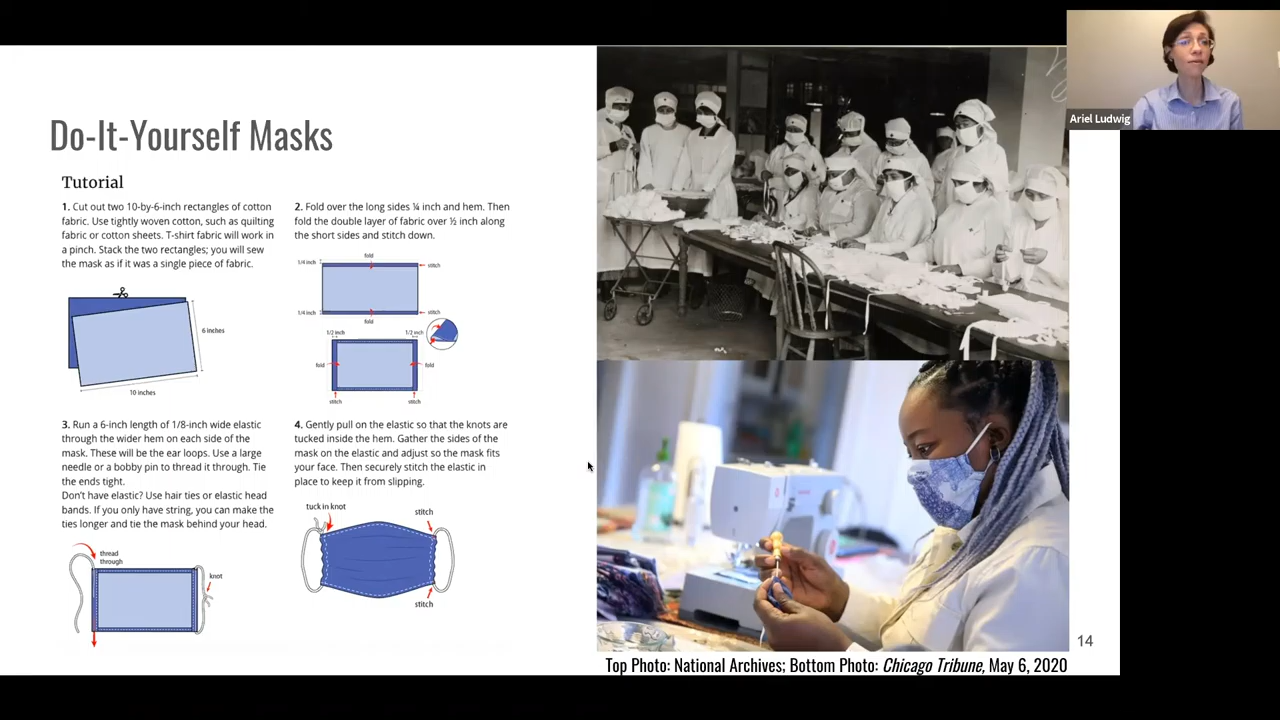 Ariel Ludwig
Do-It-Yourself Masks
Tutorial
1. Cut out two 10-by-6-inch rectangles of cotton
fabric. Use tightly woven cotton, such as quilting
fabric or cotton sheets. T-shirt fabric will work in
a pinch. Stack the two rectangles; you will sew
the mask as if it was a single piece of fabric.
6 inches
10 inches
2. Fold over the long sides ¼ inch and hem. Then
fold the double layer of fabric over ½ inch along
the short sides and stitch down.
fold
1/4 inch
stitch
1/4 inch
stitch
fold
1/2 inch
1/2 inch
fold
fold
stitch
stitch
3. Run a 6-inch length of 1/8-inch wide elastic
through the wider hem on each side of the
mask. These will be the ear loops. Use a large
needle or a bobby pin to thread it through. Tie
the ends tight.
Don't have elastic? Use hair ties or elastic head
bands. If you only have string, you can make the
ties longer and tie the mask behind your head.
thread
through
knot
4. Gently pull on the elastic so that the knots are
tucked inside the hem. Gather the sides of the
mask on the elastic and adjust so the mask fits
your face. Then securely stitch the elastic in
place to keep it from slipping.
tuck in knot
stitch
stitch
14
Top Photo: National Archives; Bottom Photo: Chicago Tribune, May 6, 2020